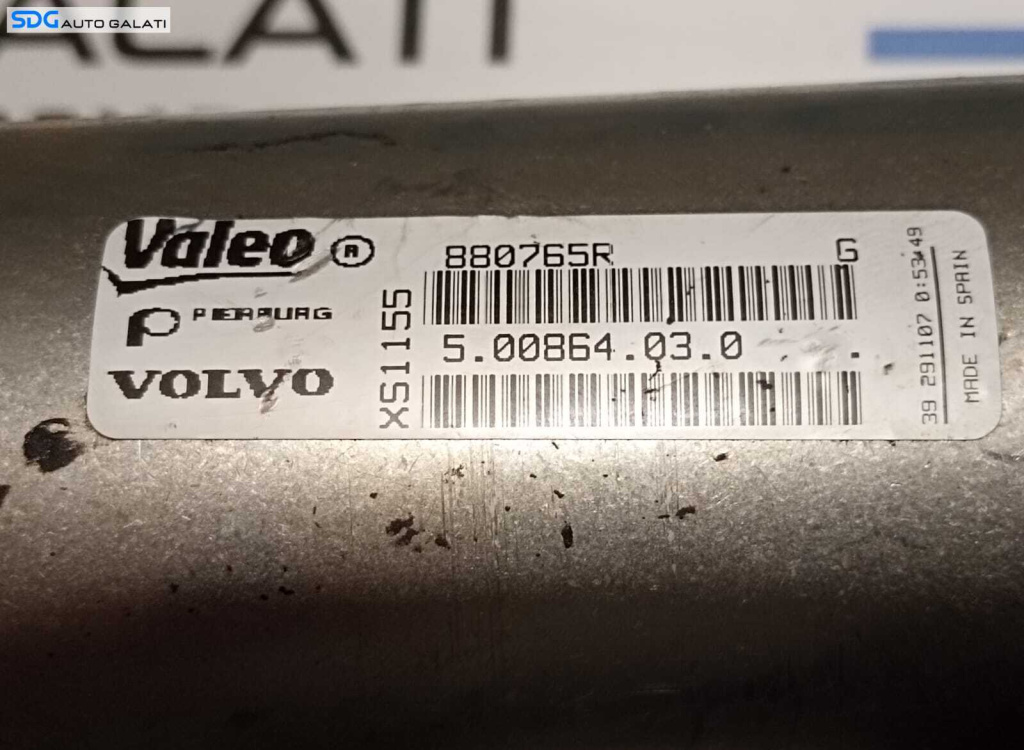 SDG AUTO GALATI
ALATI
Valeo ®
PIERBURG
VOLVO
XS1155
880765R G
5.00864.03.0 .
39 291107 0:53:49
MADE IN SPAIN